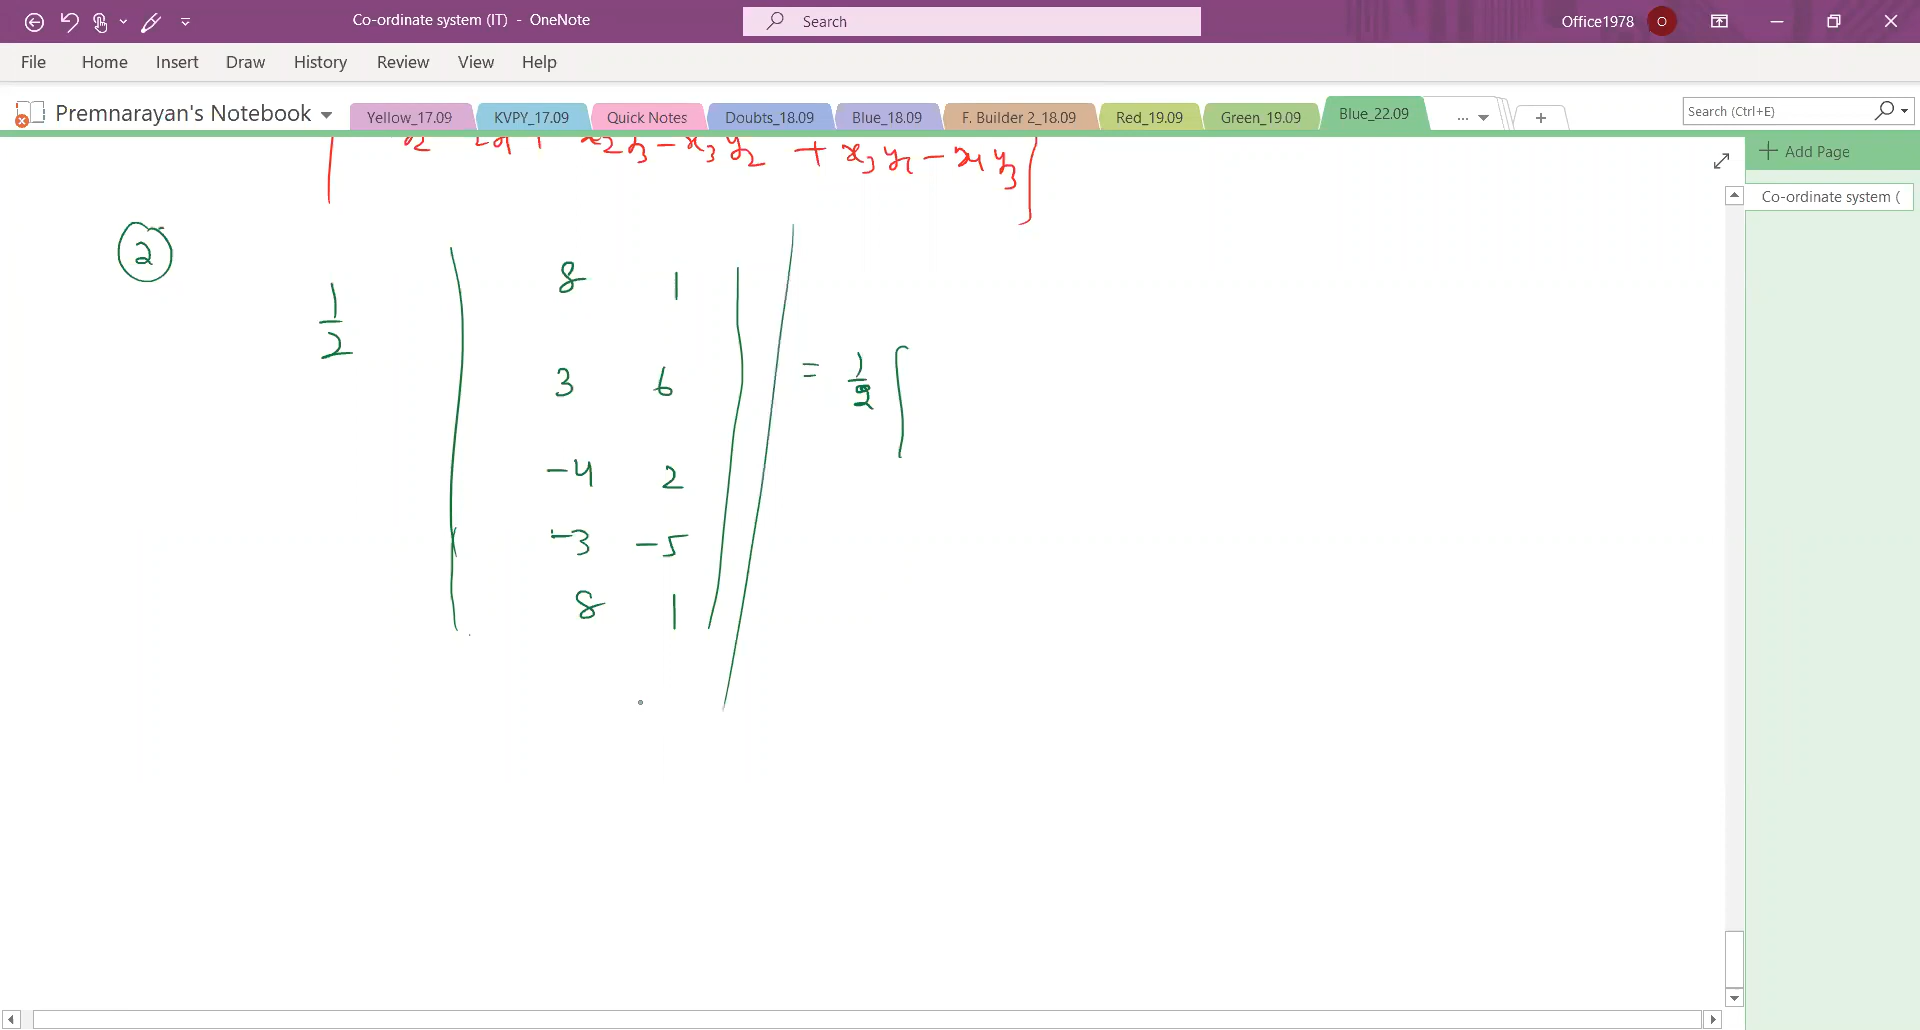 Co-ordinate system (IT) - OneNote
Search
Office1978
O
File Home Insert Draw History Review View Help
Premnarayan's Notebook
Yellow_17.09
KVPY_17.09
Quick Notes
Doubts_18.09
Blue_18.09
F. Builder 2_18.09
Red_19.09
Green_19.09
Blue_22.09
...
+
Search (Ctrl+E)
Add Page
Co-ordinate system (
x₂y₃ - x₃y₂ + x₃y₁ - x₁y₃
2
1/2
8 1
3 6
-4 2
-3 -5
8 1
= 1/2 [